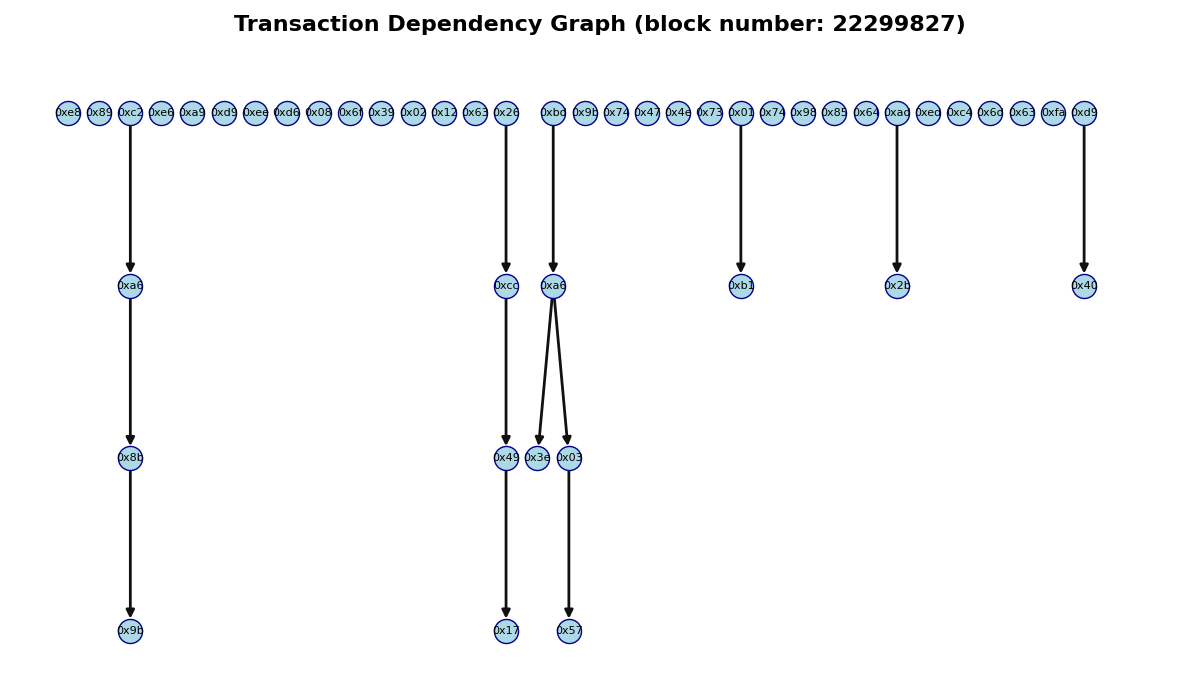 Transaction Dependency Graph (block number: 22299827)
0xe8 0x89 0xc2 0xe6 0xa9 0xd9 0xee 0xd6 0x08 0x6f 0x39 0x02 0x12 0x63 0x26 0xbd 0x9b 0x74 0x47 0x4e 0x73 0x01 0x74 0x98 0x85 0x64 0xad 0xed 0xc4 0x6d 0x63 0xfa 0xd9
0xa6 0xcc 0xa6 0xb1 0x2b 0x40
0x8b 0x49 0x3e 0x03
0x9b 0x17 0x57